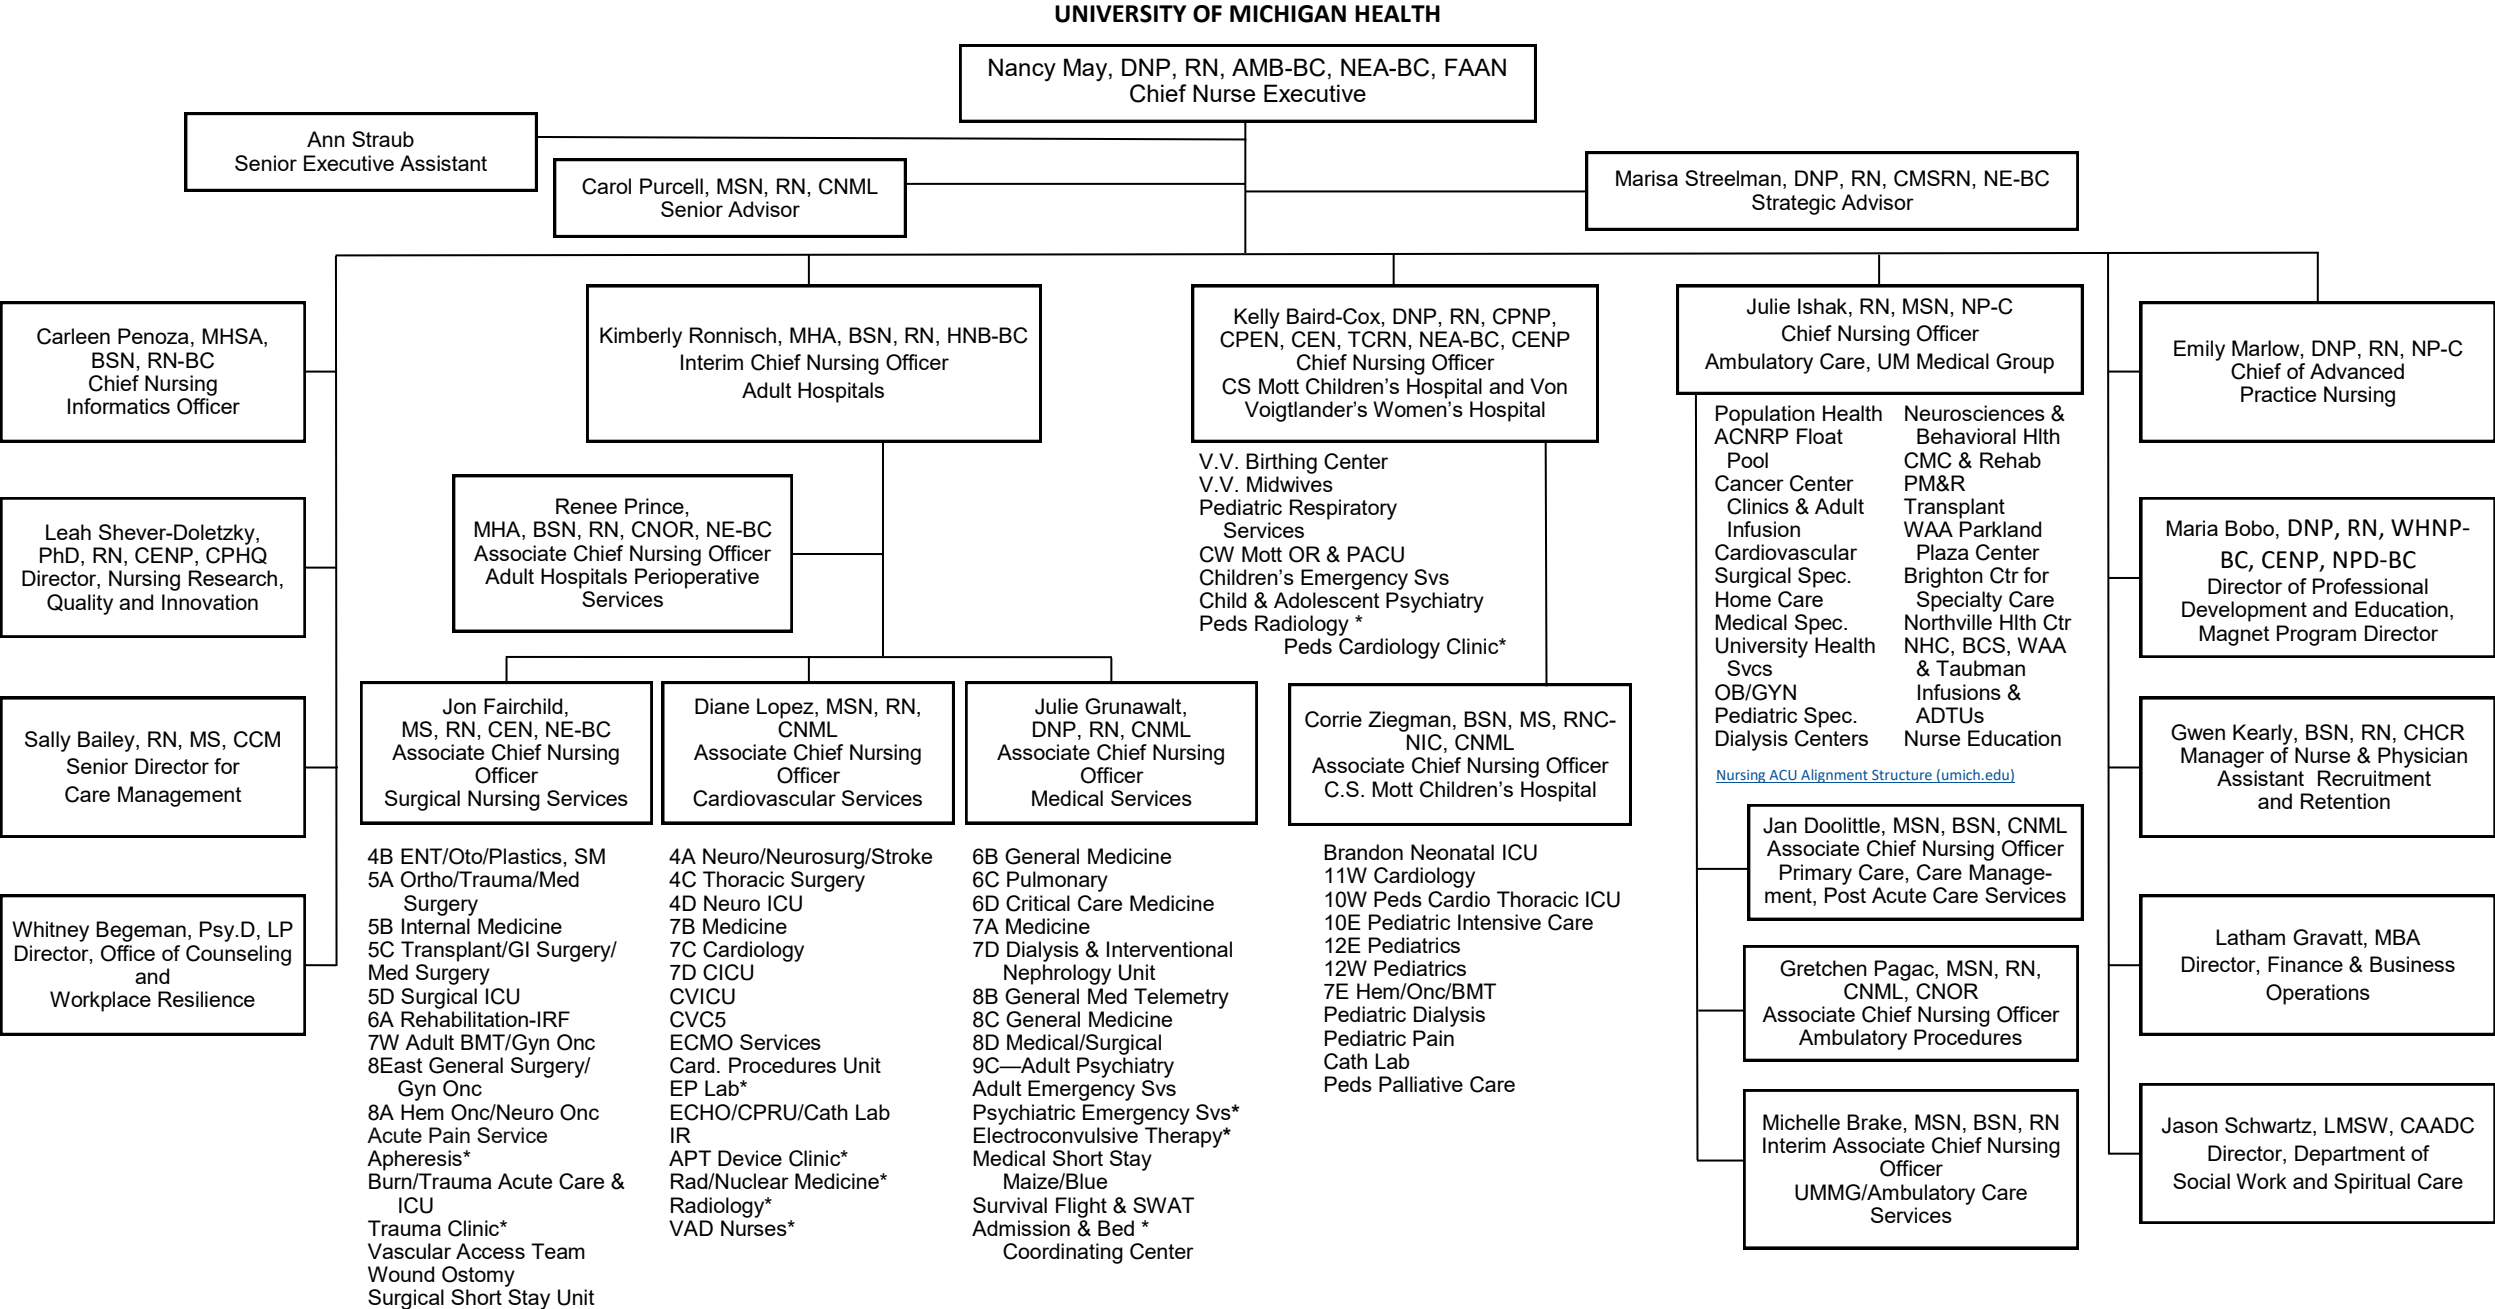 UNIVERSITY OF MICHIGAN HEALTH
Nancy May, DNP, RN, AMB-BC, NEA-BC, FAAN
Chief Nurse Executive
Ann Straub
Senior Executive Assistant
Carol Purcell, MSN, RN, CNML
Senior Advisor
Marisa Streelman, DNP, RN, CMSRN, NE-BC
Strategic Advisor
Carleen Penoza, MHSA,
BSN, RN-BC
Chief Nursing
Informatics Officer
Leah Shever-Doletzky,
PhD, RN, CENP, CPHQ
Director, Nursing Research,
Quality and Innovation
Sally Bailey, RN, MS, CCM
Senior Director for
Care Management
Whitney Begeman, Psy.D, LP
Director, Office of Counseling
and
Workplace Resilience
Kimberly Ronnisch, MHA, BSN, RN, HNB-BC
Interim Chief Nursing Officer
Adult Hospitals
Renee Prince,
MHA, BSN, RN, CNOR, NE-BC
Associate Chief Nursing Officer
Adult Hospitals Perioperative
Services
Jon Fairchild,
MS, RN, CEN, NE-BC
Associate Chief Nursing
Officer
Surgical Nursing Services
4B ENT/Oto/Plastics, SM
5A Ortho/Trauma/Med
Surgery
5B Internal Medicine
5C Transplant/GI Surgery/
Med Surgery
5D Surgical ICU
6A Rehabilitation-IRF
7W Adult BMT/Gyn Onc
8East General Surgery/
Gyn Onc
8A Hem Onc/Neuro Onc
Acute Pain Service
Apheresis*
Burn/Trauma Acute Care &
ICU
Trauma Clinic*
Vascular Access Team
Wound Ostomy
Surgical Short Stay Unit
Diane Lopez, MSN, RN,
CNML
Associate Chief Nursing
Officer
Cardiovascular Services
4A Neuro/Neurosurg/Stroke
4C Thoracic Surgery
4D Neuro ICU
7B Medicine
7C Cardiology
7D CICU
CVICU
CVC5
ECMO Services
Card. Procedures Unit
EP Lab*
ECHO/CPRU/Cath Lab
IR
APT Device Clinic*
Rad/Nuclear Medicine*
Radiology*
VAD Nurses*
Julie Grunawalt,
DNP, RN, CNML
Associate Chief Nursing
Officer
Medical Services
6B General Medicine
6C Pulmonary
6D Critical Care Medicine
7A Medicine
7D Dialysis & Interventional
Nephrology Unit
8B General Med Telemetry
8C General Medicine
8D Medical/Surgical
9C—Adult Psychiatry
Adult Emergency Svs
Psychiatric Emergency Svs*
Electroconvulsive Therapy*
Medical Short Stay
Maize/Blue
Survival Flight & SWAT
Admission & Bed *
Coordinating Center
Kelly Baird-Cox, DNP, RN, CPNP,
CPEN, CEN, TCRN, NEA-BC, CENP
Chief Nursing Officer
CS Mott Children’s Hospital and Von
Voigtlander’s Women’s Hospital
V.V. Birthing Center
V.V. Midwives
Pediatric Respiratory
Services
CW Mott OR & PACU
Children’s Emergency Svs
Child & Adolescent Psychiatry
Peds Radiology *
Peds Cardiology Clinic*
Corrie Ziegman, BSN, MS, RNC-
NIC, CNML
Associate Chief Nursing Officer
C.S. Mott Children’s Hospital
Brandon Neonatal ICU
11W Cardiology
10W Peds Cardio Thoracic ICU
10E Pediatric Intensive Care
12E Pediatrics
12W Pediatrics
7E Hem/Onc/BMT
Pediatric Dialysis
Pediatric Pain
Cath Lab
Peds Palliative Care
Julie Ishak, RN, MSN, NP-C
Chief Nursing Officer
Ambulatory Care, UM Medical Group
Population Health
ACNRP Float
Pool
Cancer Center
Clinics & Adult
Infusion
Cardiovascular
Surgical Spec.
Home Care
Medical Spec.
University Health
Svcs
OB/GYN
Pediatric Spec.
Dialysis Centers
Neurosciences &
Behavioral Hlth
CMC & Rehab
PM&R
Transplant
WAA Parkland
Plaza Center
Brighton Ctr for
Specialty Care
Northville Hlth Ctr
NHC, BCS, WAA
& Taubman
Infusions &
ADTUs
Nurse Education
Nursing ACU Alignment Structure (umich.edu)
Jan Doolittle, MSN, BSN, CNML
Associate Chief Nursing Officer
Primary Care, Care Manage-
ment, Post Acute Care Services
Gretchen Pagac, MSN, RN,
CNML, CNOR
Associate Chief Nursing Officer
Ambulatory Procedures
Michelle Brake, MSN, BSN, RN
Interim Associate Chief Nursing
Officer
UMMG/Ambulatory Care
Services
Emily Marlow, DNP, RN, NP-C
Chief of Advanced
Practice Nursing
Maria Bobo, DNP, RN, WHNP-
BC, CENP, NPD-BC
Director of Professional
Development and Education,
Magnet Program Director
Gwen Kearly, BSN, RN, CHCR
Manager of Nurse & Physician
Assistant Recruitment
and Retention
Latham Gravatt, MBA
Director, Finance & Business
Operations
Jason Schwartz, LMSW, CAADC
Director, Department of
Social Work and Spiritual Care